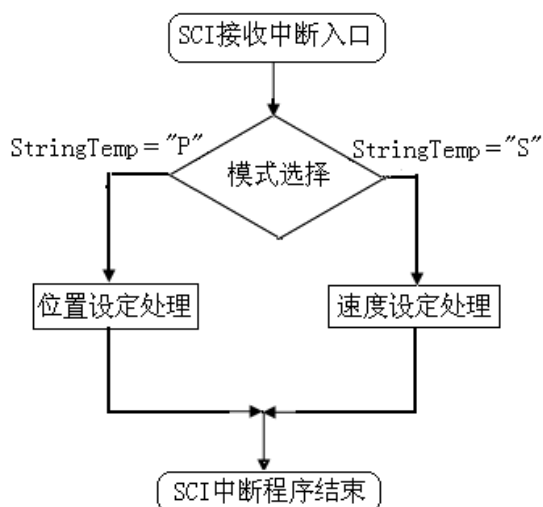 SCI接收中断入口
StringTemp＝"P"
StringTemp＝"S"
模式选择
位置设定处理
速度设定处理
SCI中断程序结束